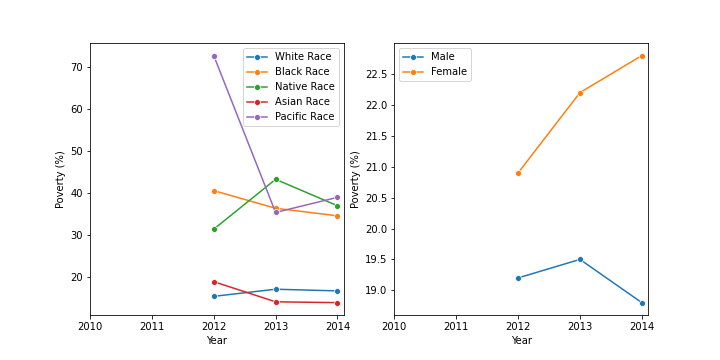 White Race
Black Race
Native Race
Asian Race
Pacific Race
70
60
50
40
30
20
Poverty (%)
2010 2011 2012 2013 2014
Year
Male
Female
22.5
22.0
21.5
21.0
20.5
20.0
19.5
19.0
Poverty (%)
2010 2011 2012 2013 2014
Year